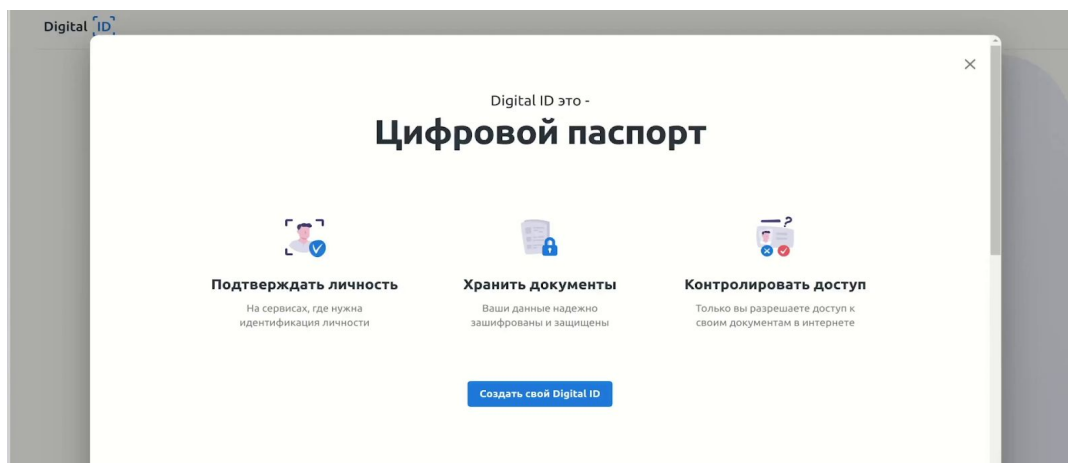 Digital ID
Digital ID это -
Цифровой паспорт
?
Подтверждать личность
На сервисах, где нужна
идентификация личности
Хранить документы
Ваши данные надежно
зашифрованы и защищены
Контролировать доступ
Только вы разрешаете доступ к
своим документам в интернете
Создать свой Digital ID